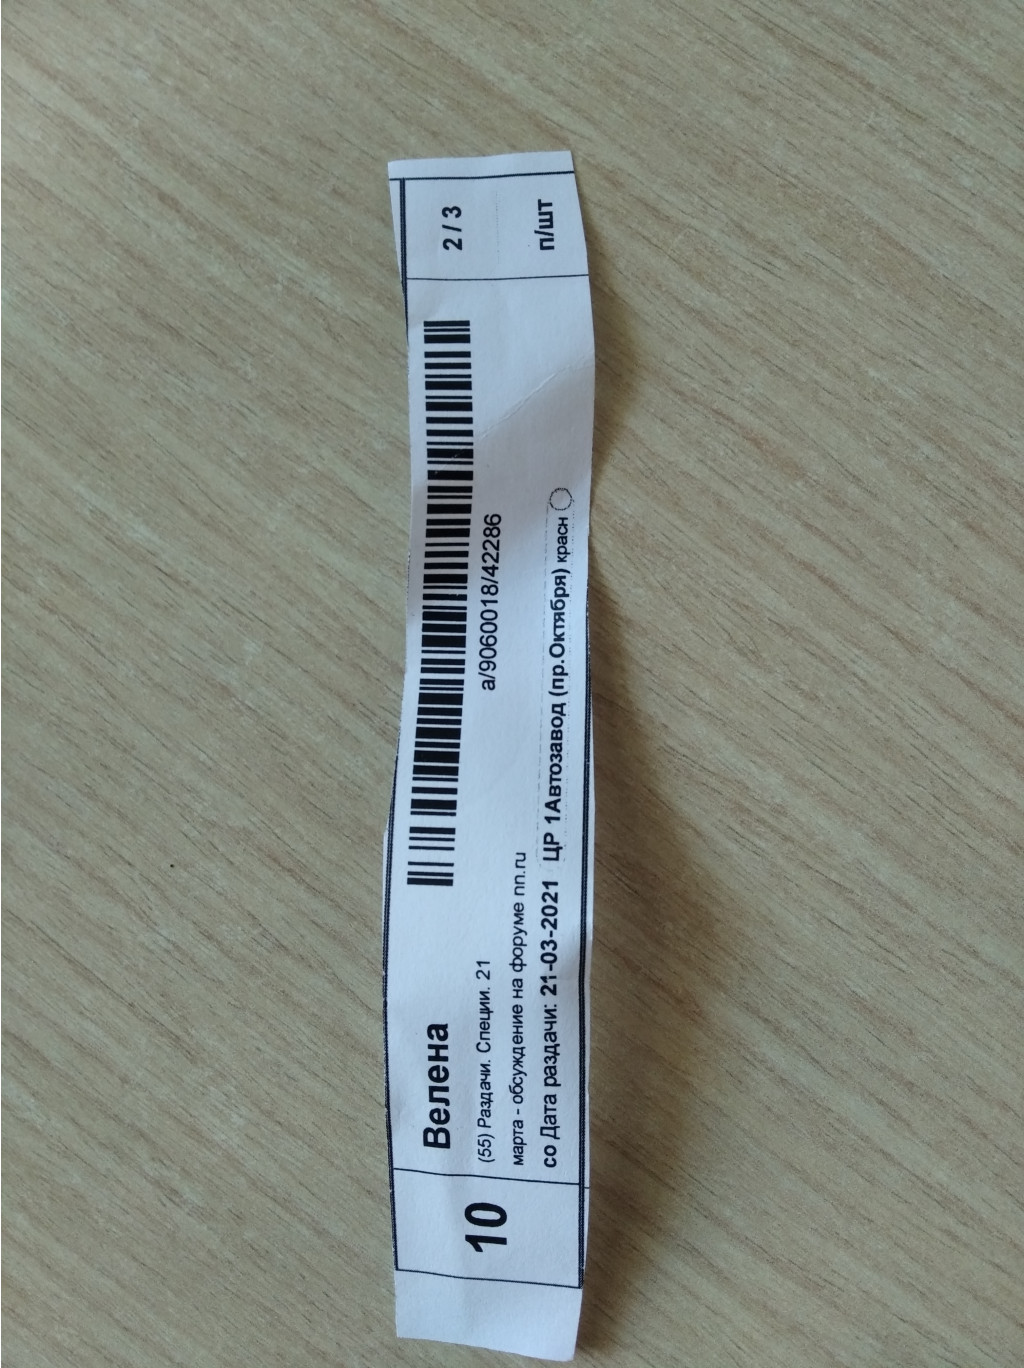 10
Велена
(55) Раздачи. Специи. 21
марта - обсуждение на форуме nn.ru
со Дата раздачи: 21-03-2021 ЦР 1Автозавод (пр.Октября) красн
а/9060018/42286
2 / 3
п/шт